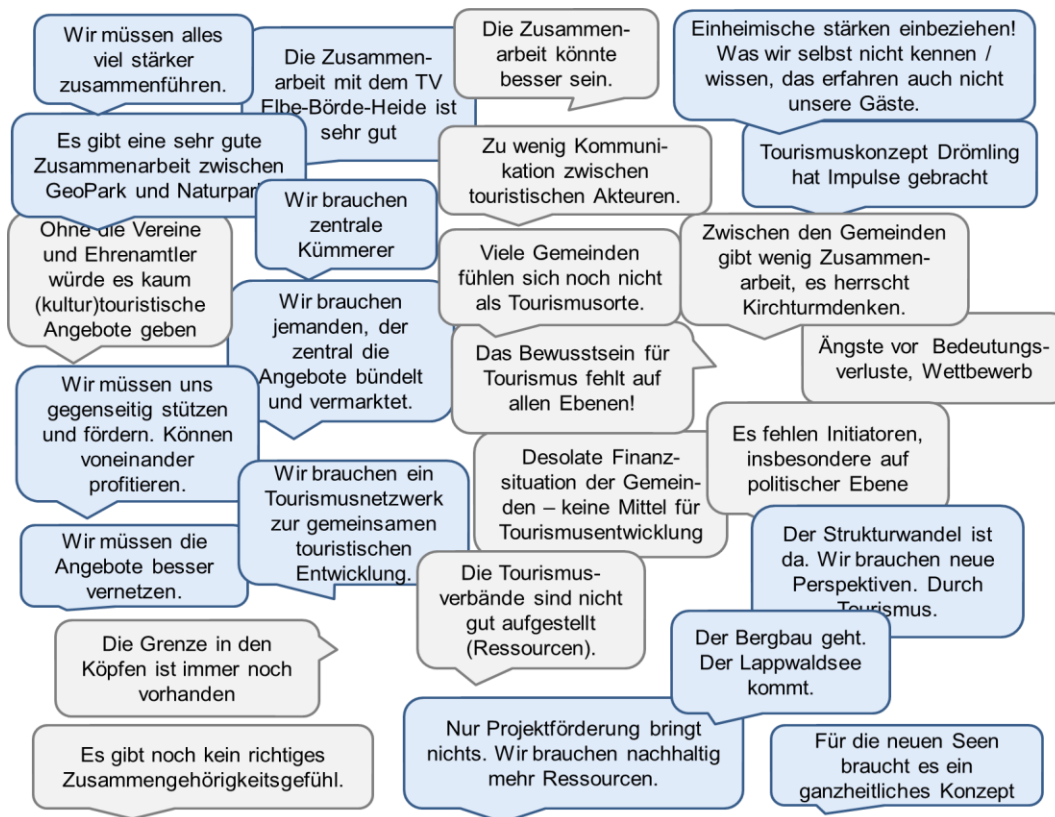 Wir müssen alles
viel stärker
zusammenführen.
Die Zusammen-
arbeit mit dem TV
Elbe-Börde-Heide ist
sehr gut
Die Zusammen-
arbeit könnte
besser sein.
Einheimische stärken einbeziehen!
Was wir selbst nicht kennen /
wissen, das erfahren auch nicht
unsere Gäste.
Es gibt eine sehr gute
Zusammenarbeit zwischen
GeoPark und Naturpark
Zu wenig Kommuni-
kation zwischen
touristischen Akteuren.
Tourismuskonzept Drömling
hat Impulse gebracht
Wir brauchen
zentrale
Kümmerer
Ohne die Vereine
und Ehrenamtler
würde es kaum
(kultur)touristische
Angebote geben
Viele Gemeinden
fühlen sich noch nicht
als Tourismusorte.
Zwischen den Gemeinden
gibt wenig Zusammen-
arbeit, es herrscht
Kirchturmdenken.
Wir brauchen
jemanden, der
zentral die
Angebote bündelt
und vermarktet.
Das Bewusstsein für
Tourismus fehlt auf
allen Ebenen!
Ängste vor Bedeutungs-
verluste, Wettbewerb
Wir müssen uns
gegenseitig stützen
und fördern. Können
voneinander
profitieren.
Es fehlen Initiatoren,
insbesondere auf
politischer Ebene
Desolate Finanz-
situation der Gemein-
den – keine Mittel für
Tourismusentwicklung
Wir brauchen ein
Tourismusnetzwerk
zur gemeinsamen
touristischen
Entwicklung.
Wir müssen die
Angebote besser
vernetzen.
Der Strukturwandel ist
da. Wir brauchen neue
Perspektiven. Durch
Tourismus.
Die Tourismus-
verbände sind nicht
gut aufgestellt
(Ressourcen).
Der Bergbau geht.
Der Lappwaldsee
kommt.
Die Grenze in den
Köpfen ist immer noch
vorhanden
Nur Projektförderung bringt
nichts. Wir brauchen nachhaltig
mehr Ressourcen.
Es gibt noch kein richtiges
Zusammengehörigkeitsgefühl.
Für die neuen Seen
braucht es ein
ganzheitliches Konzept